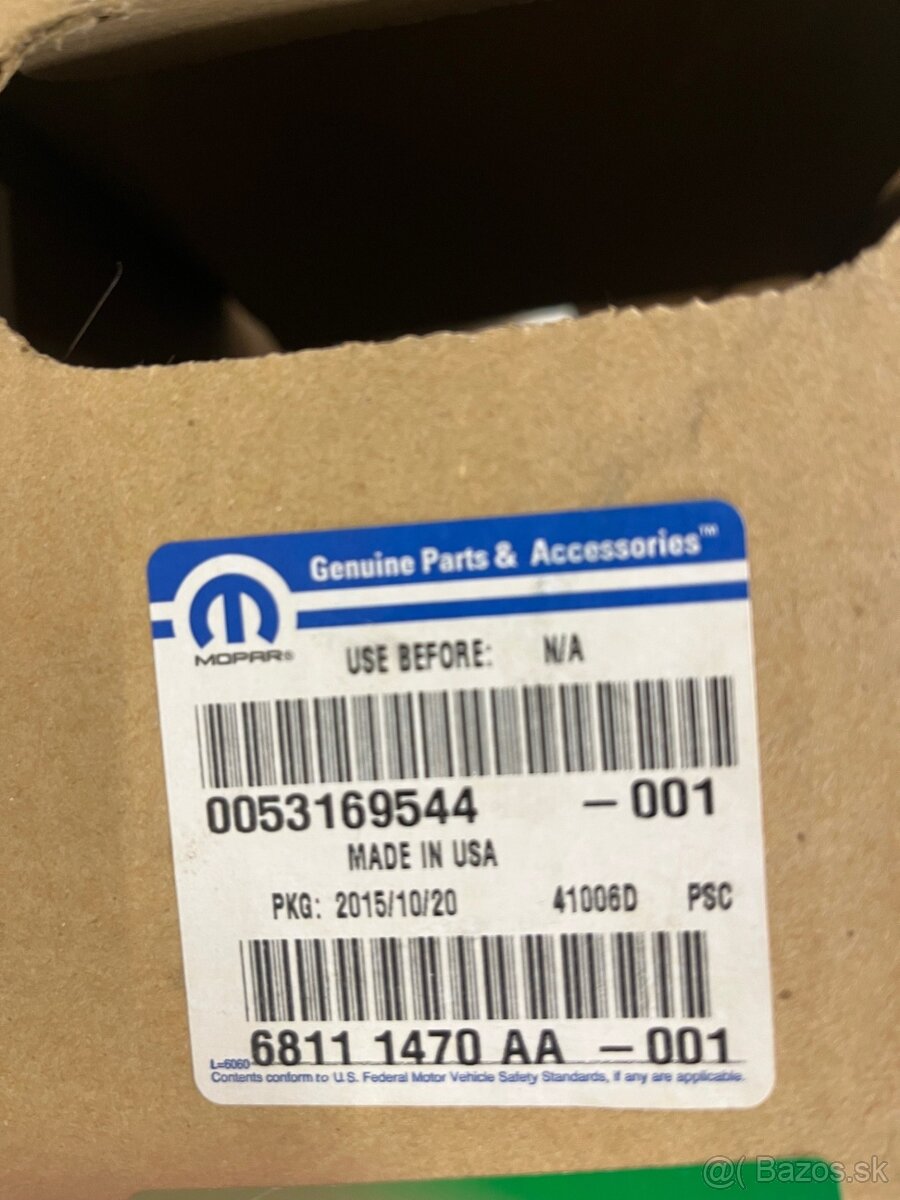 Genuine Parts & Accessories™
MOPAR®
USE BEFORE: N/A
0053169544 -001
MADE IN USA
PKG: 2015/10/20 41006D PSC
L=6060 6811 1470 AA -001
Contents conform to U.S. Federal Motor Vehicle Safety Standards, if any are applicable.
@( Bazos.sk